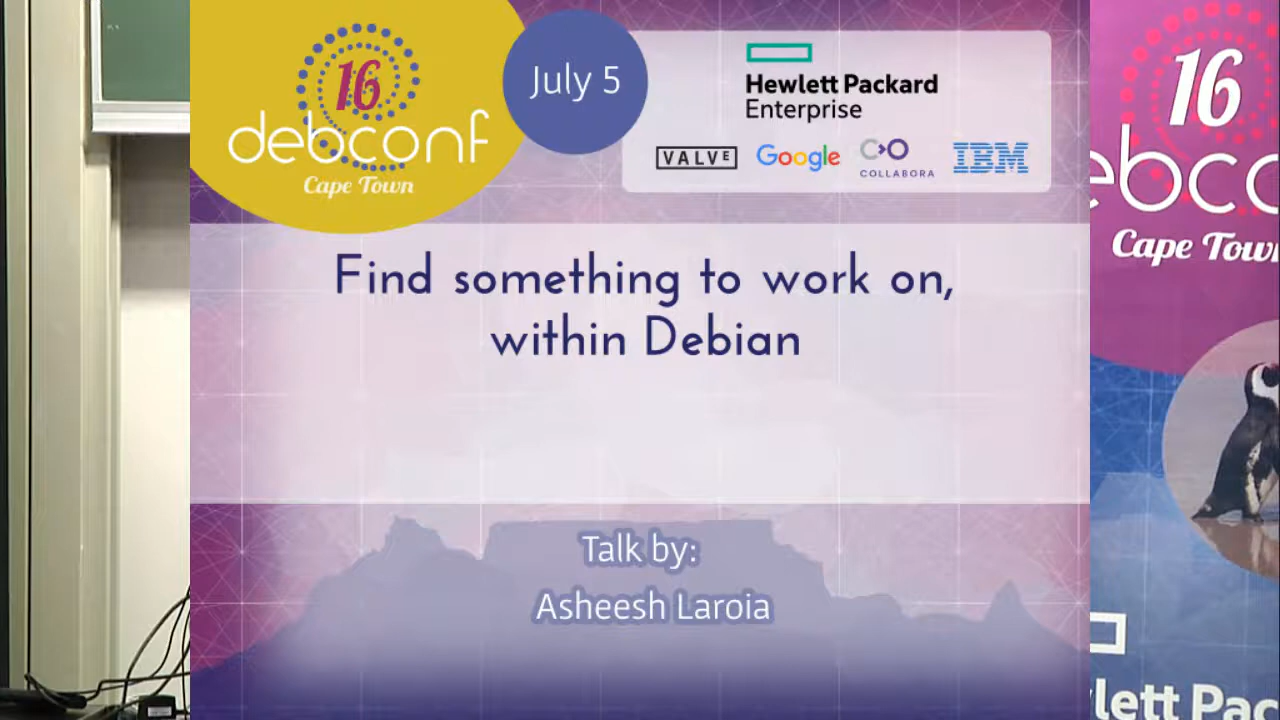 16
debconf
Cape Town
July 5
Hewlett Packard
Enterprise
VALVE
Google
COLLABORA
IBM
Find something to work on,
within Debian
Talk by:
Asheesh Laroia
16
ebco
Cape Town
lett Pac